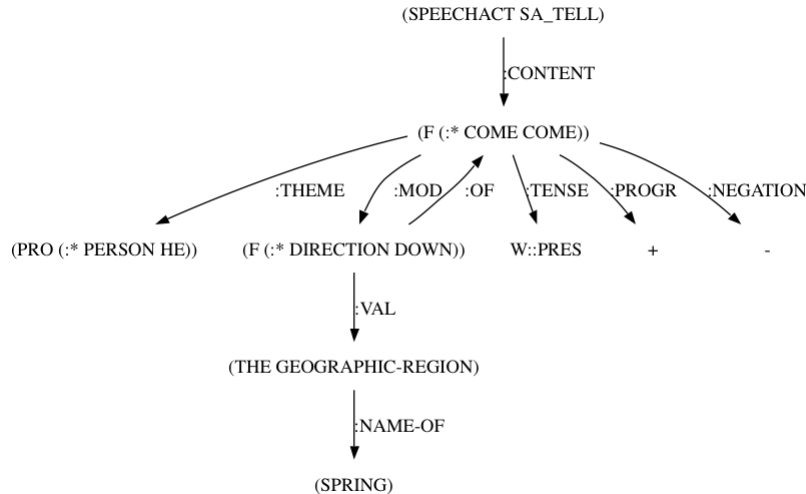 (SPEECHACT SA_TELL)
:CONTENT
(F (:* COME COME))
:THEME :MOD :OF :TENSE :PROGR :NEGATION
(PRO (:* PERSON HE)) (F (:* DIRECTION DOWN)) W::PRES + -
:VAL
(THE GEOGRAPHIC-REGION)
:NAME-OF
(SPRING)